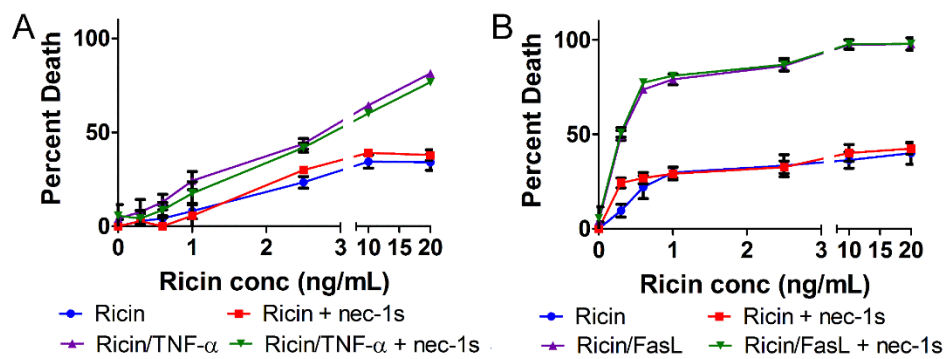 A
Percent Death
100
50
0
0 1 2 3 10 15 20
Ricin conc (ng/mL)
Ricin
Ricin + nec-1s
Ricin/TNF-α
Ricin/TNF-α + nec-1s
B
Percent Death
100
50
0
0 1 2 3 10 15 20
Ricin conc (ng/mL)
Ricin
Ricin + nec-1s
Ricin/FasL
Ricin/FasL + nec-1s